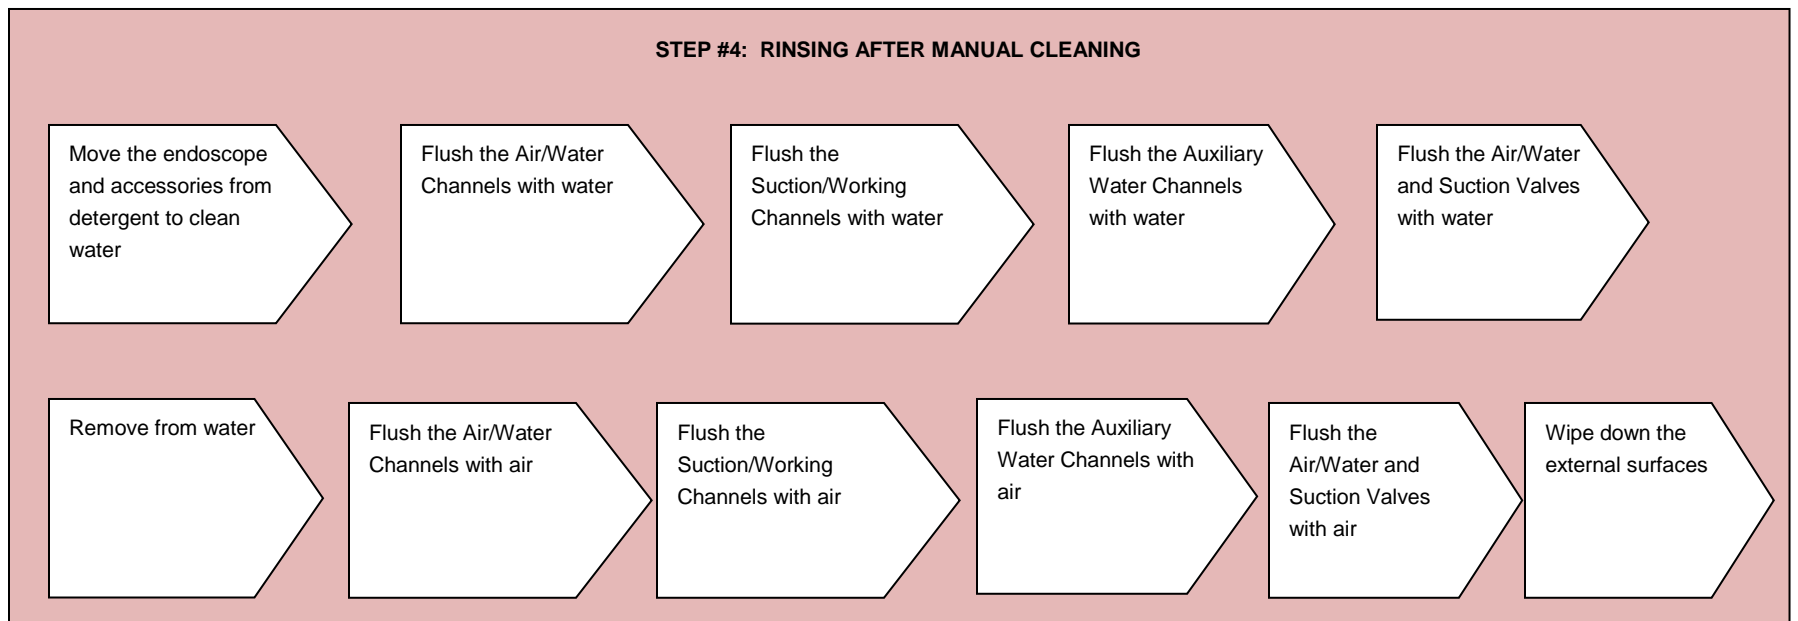 STEP #4:  RINSING AFTER MANUAL CLEANING
Move the endoscope
and accessories from
detergent to clean
water
Flush the Air/Water
Channels with water
Flush the
Suction/Working
Channels with water
Flush the Auxiliary
Water Channels
with water
Flush the Air/Water
and Suction Valves
with water
Remove from water
Flush the Air/Water
Channels with air
Flush the
Suction/Working
Channels with air
Flush the Auxiliary
Water Channels with
air
Flush the
Air/Water and
Suction Valves
with air
Wipe down the
external surfaces